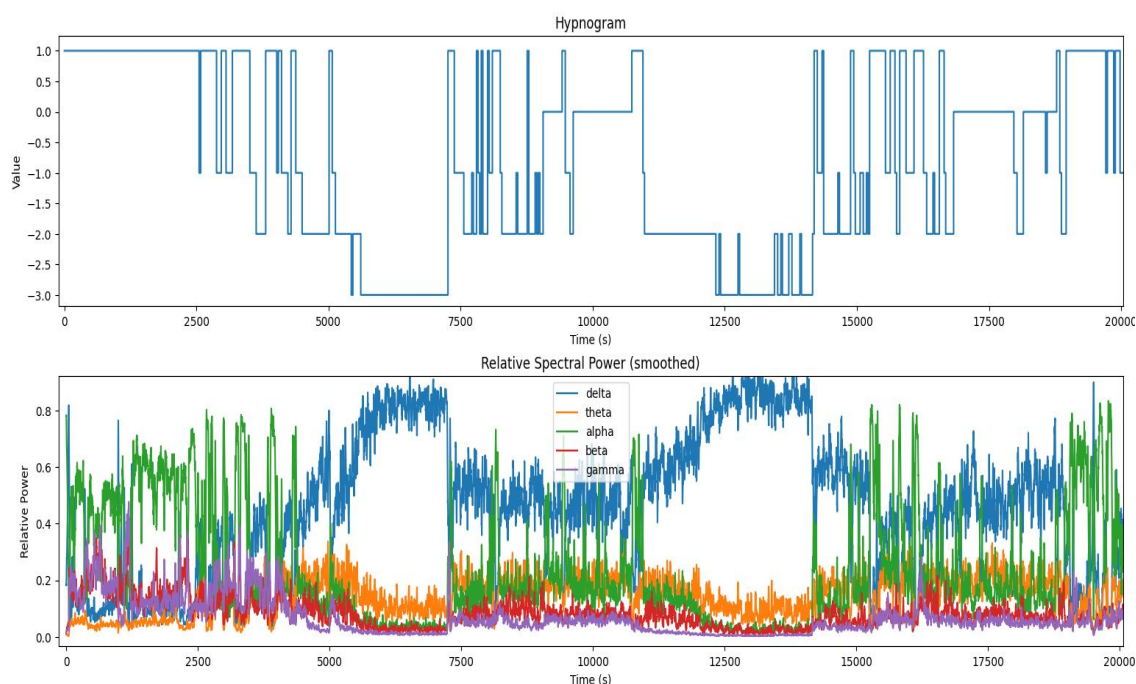 Hypnogram
1.0
0.5
0.0
−0.5
−1.0
−1.5
−2.0
−2.5
−3.0
Value
0 2500 5000 7500 10000 12500 15000 17500 20000
Time (s)
Relative Spectral Power (smoothed)
delta
theta
alpha
beta
gamma
0.8
0.6
0.4
0.2
0.0
Relative Power
0 2500 5000 7500 10000 12500 15000 17500 20000
Time (s)